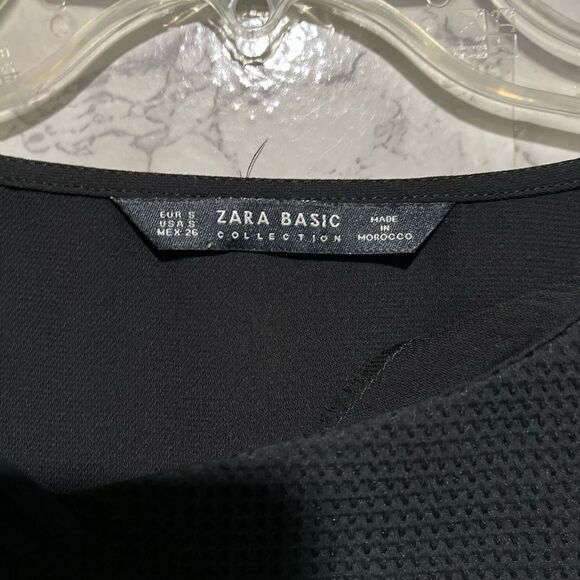 EUR S
USA S
MEX 26
ZARA BASIC
COLLECTION
MADE
IN
MOROCCO